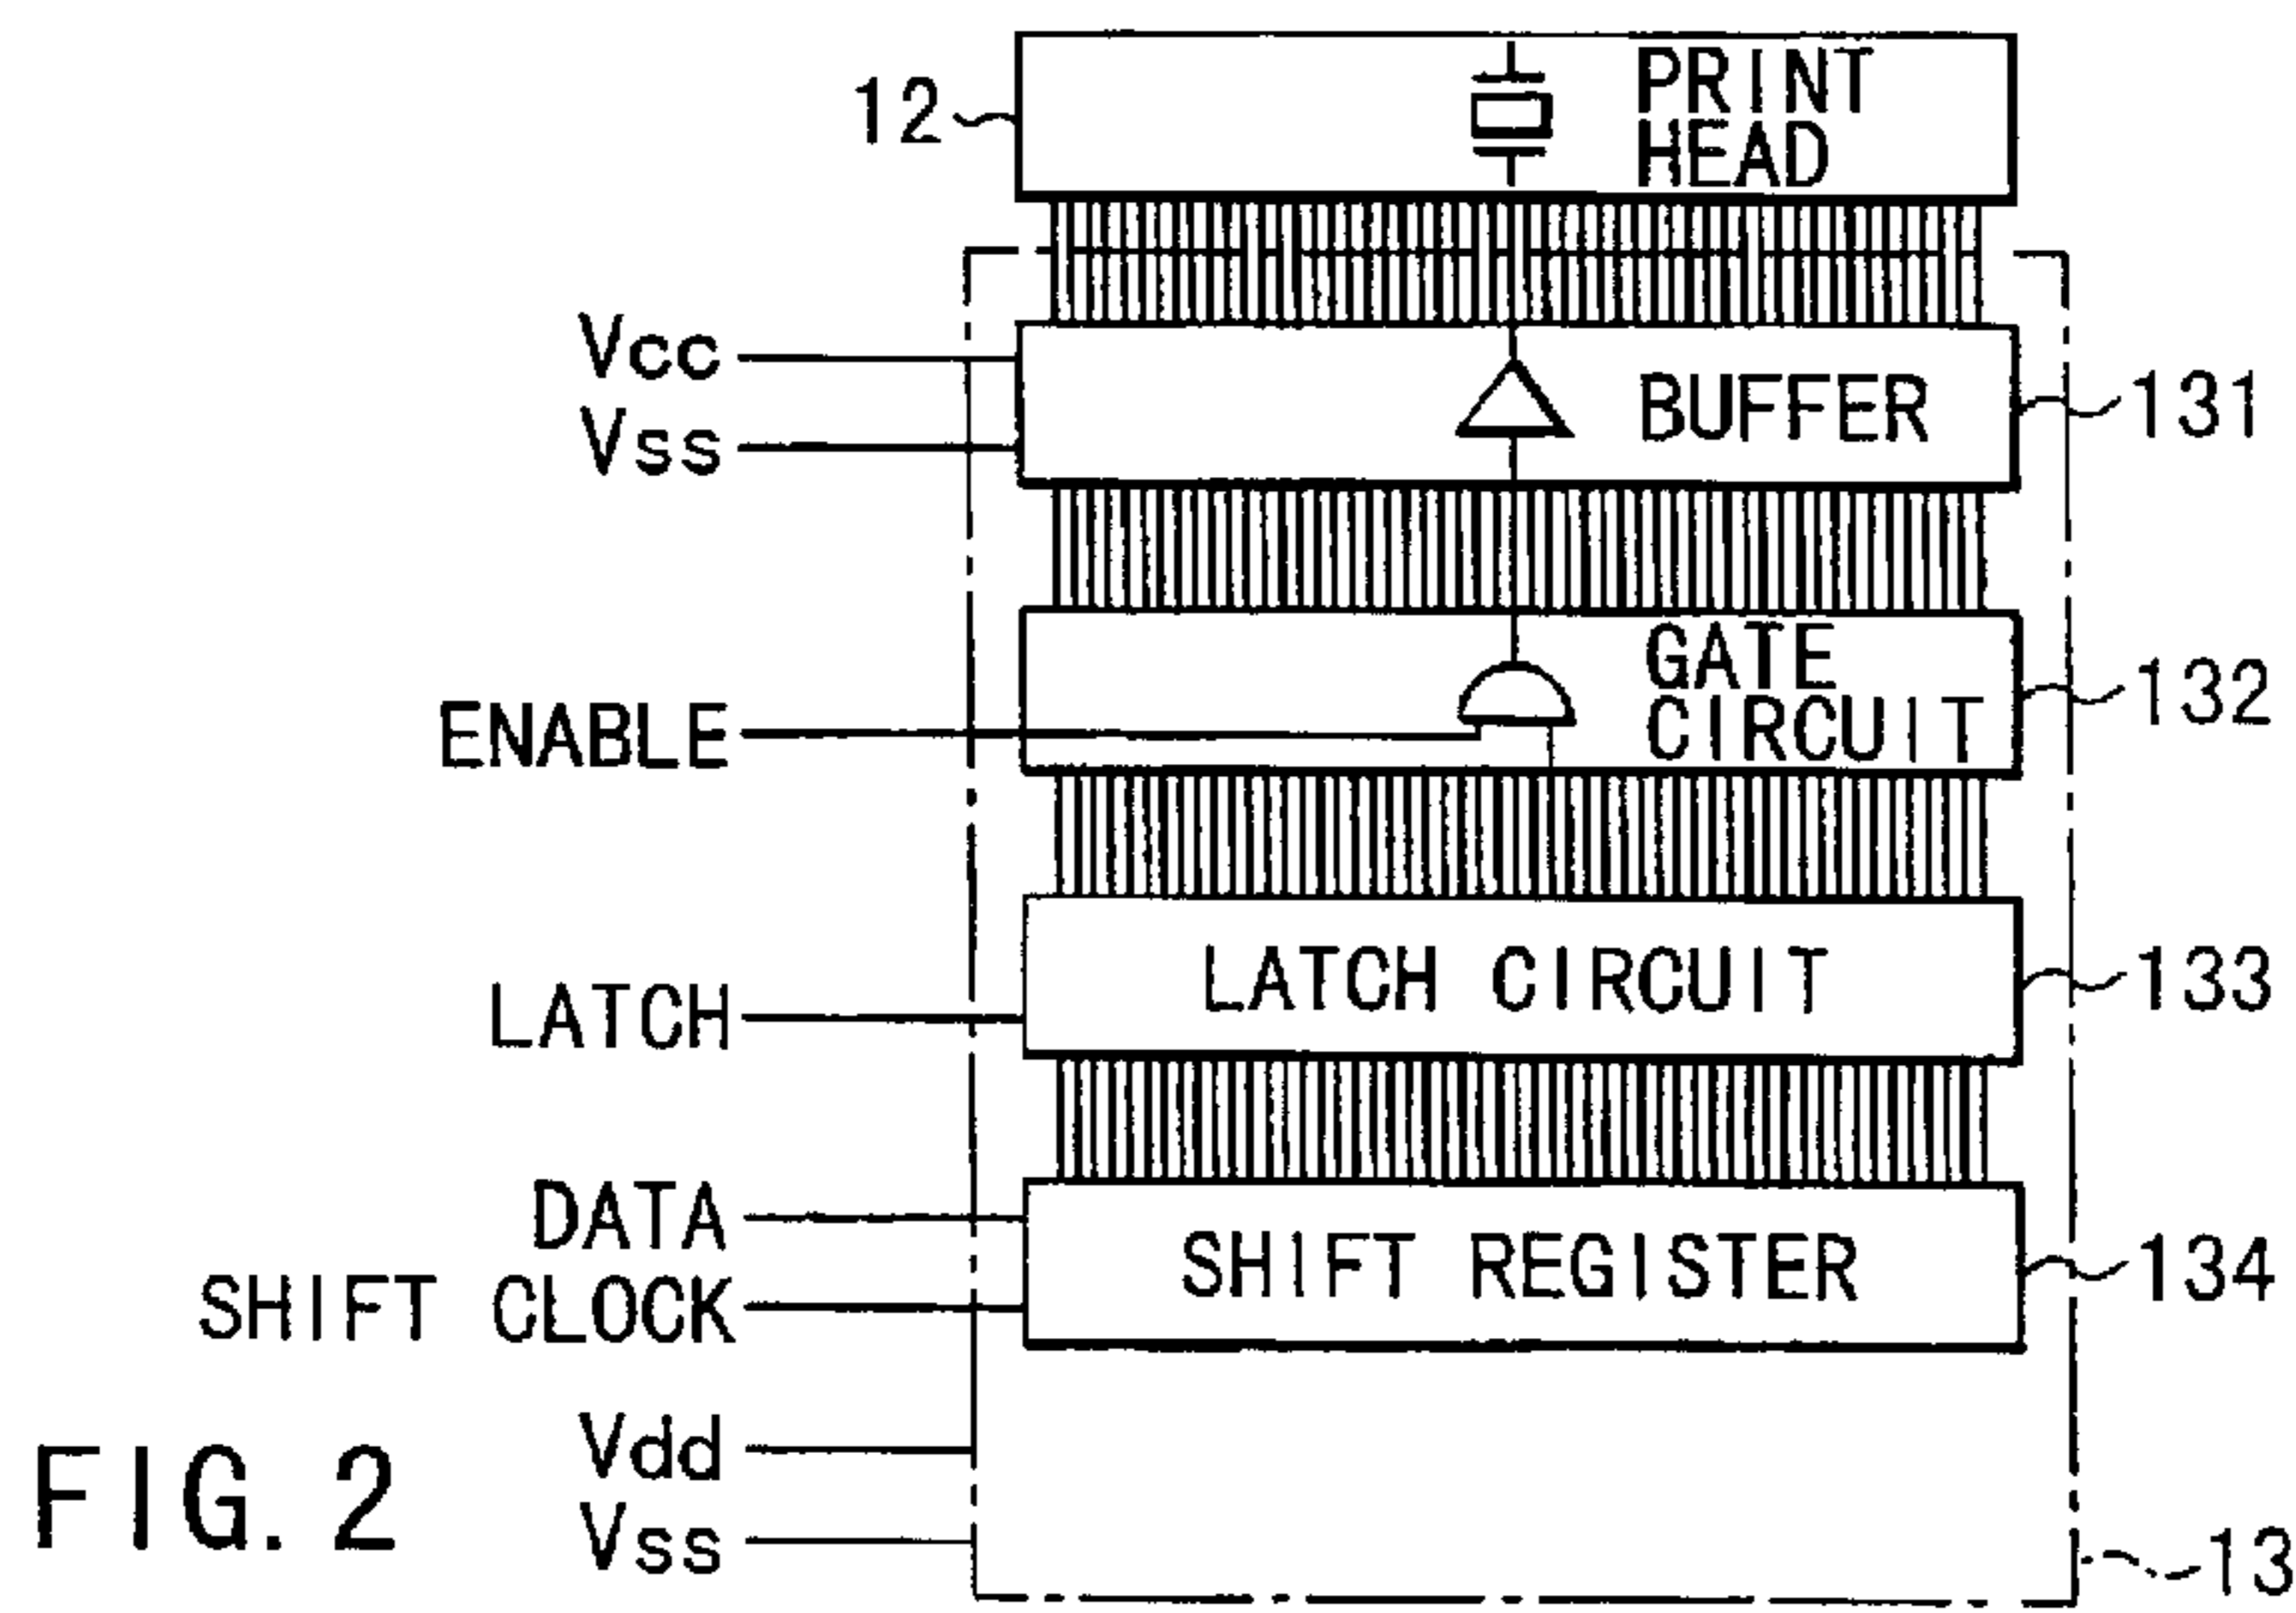 12
PRINT
HEAD
Vcc
Vss
BUFFER
131
GATE
CIRCUIT
132
ENABLE
LATCH CIRCUIT
133
LATCH
DATA
SHIFT CLOCK
SHIFT REGISTER
134
Vdd
Vss
13
FIG. 2